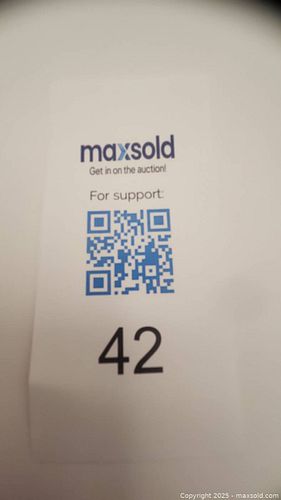 maxsold
Get in on the auction!
For support:
42
Copyright 2025 - maxsold.com